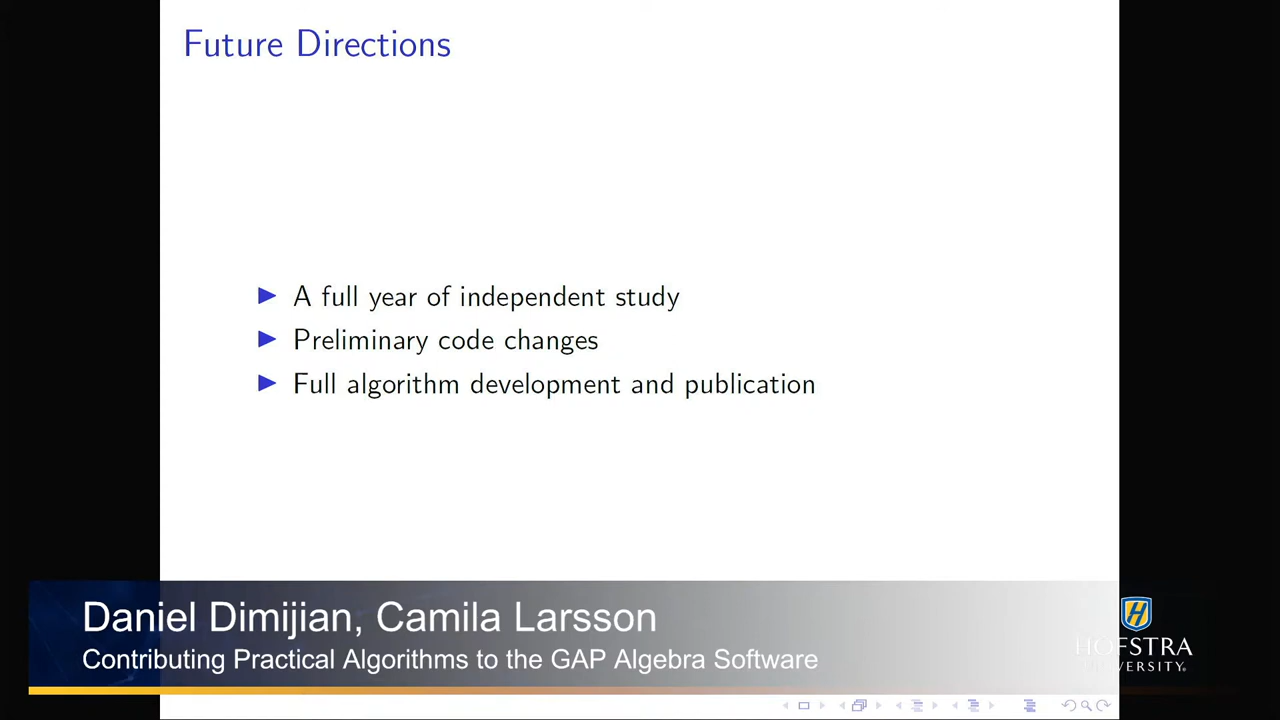 Future Directions
A full year of independent study
Preliminary code changes
Full algorithm development and publication
Daniel Dimijian, Camila Larsson
Contributing Practical Algorithms to the GAP Algebra Software
H
HOFSTRA
UNIVERSITY.